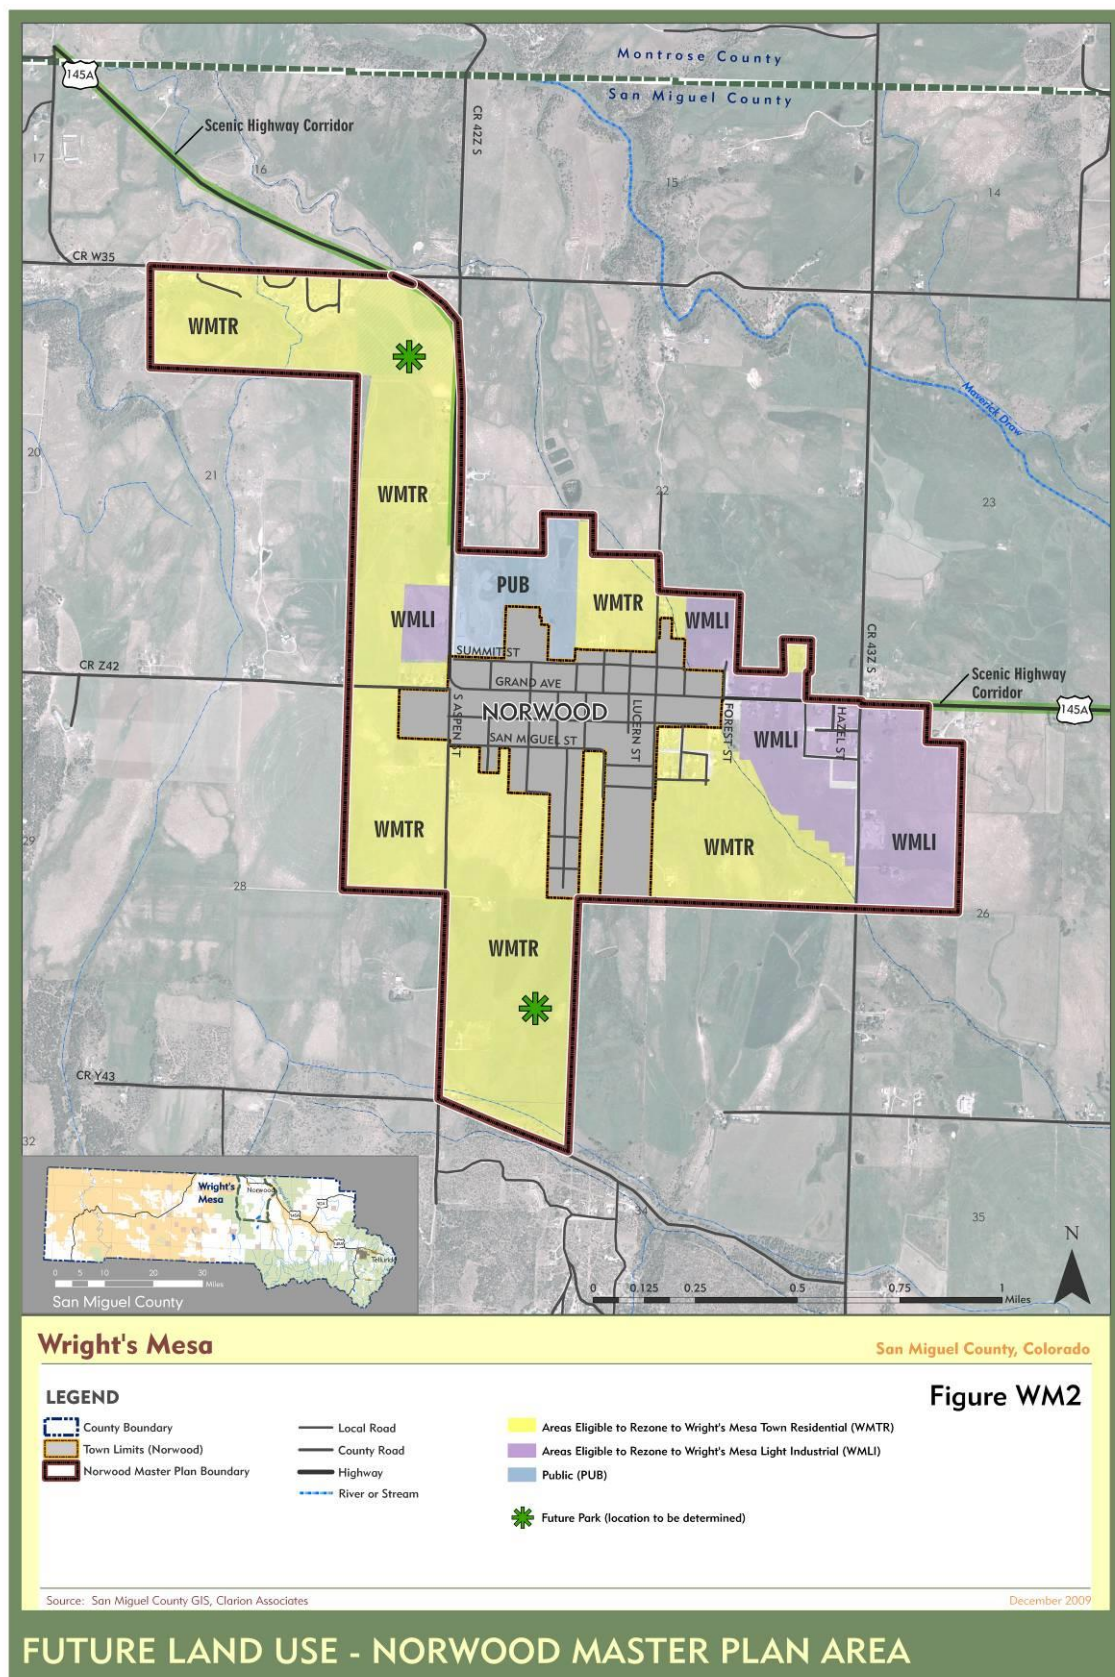 Montrose County
San Miguel County
145A
Scenic Highway Corridor
CR 42Z S
17
16
15
14
CR W35
WMTR
Maverick Draw
20
21
22
23
WMTR
PUB
WMTR
WMLI
WMLI
CR 43Z S
SUMMIT ST
CR Z42
GRAND AVE
Scenic Highway
Corridor
145A
NORWOOD
S ASPEN ST
LUCERN ST
FOREST ST
HAZEL ST
SAN MIGUEL ST
WMLI
WMTR
WMTR
WMLI
29
28
26
WMTR
CR Y43
32
34
35
Wright's
Mesa
Norwood
Telluride
0 5 10 20 30
Miles
San Miguel County
N
0 0.125 0.25 0.5 0.75 1
Miles
Wright's Mesa
San Miguel County, Colorado
LEGEND
Figure WM2
County Boundary
Town Limits (Norwood)
Norwood Master Plan Boundary
Local Road
County Road
Highway
River or Stream
Areas Eligible to Rezone to Wright's Mesa Town Residential (WMTR)
Areas Eligible to Rezone to Wright's Mesa Light Industrial (WMLI)
Public (PUB)
Future Park (location to be determined)
Source: San Miguel County GIS, Clarion Associates
December 2009
FUTURE LAND USE - NORWOOD MASTER PLAN AREA